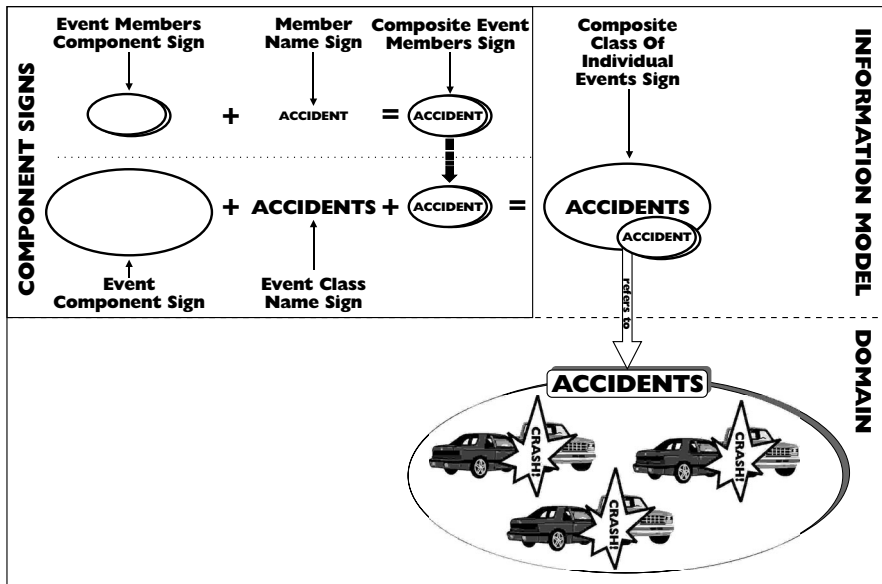 Event Members
Component Sign
Member
Name Sign
Composite Event
Members Sign
Composite
Class Of
Individual
Events Sign
COMPONENT SIGNS
INFORMATION MODEL
+
ACCIDENT
=
ACCIDENT
+
ACCIDENTS
+
ACCIDENT
=
ACCIDENTS
ACCIDENT
Event
Component Sign
Event Class
Name Sign
refers to
DOMAIN
ACCIDENTS
CRASH!
CRASH!
CRASH!